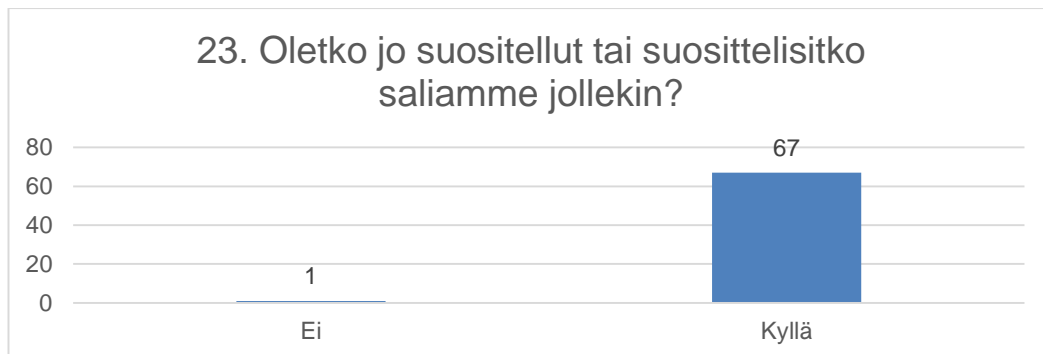 23. Oletko jo suositellut tai suosittelisitko
saliamme jollekin?
80
60
40
20
0
1
67
Ei
Kyllä